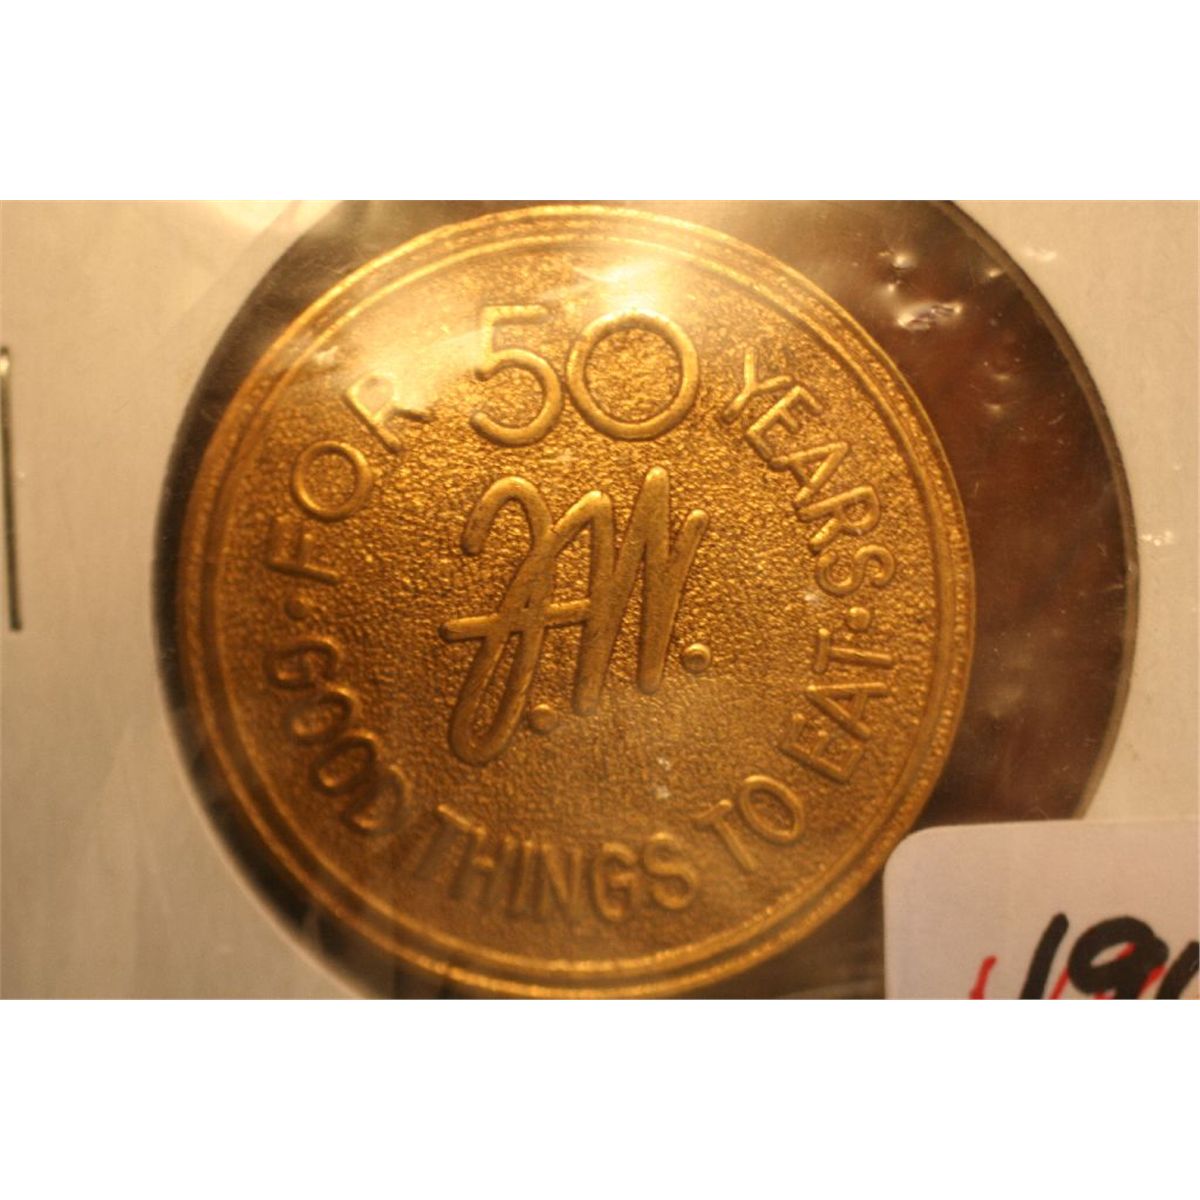 FOR 50 YEARS
J.W.
GOOD THINGS TO EAT